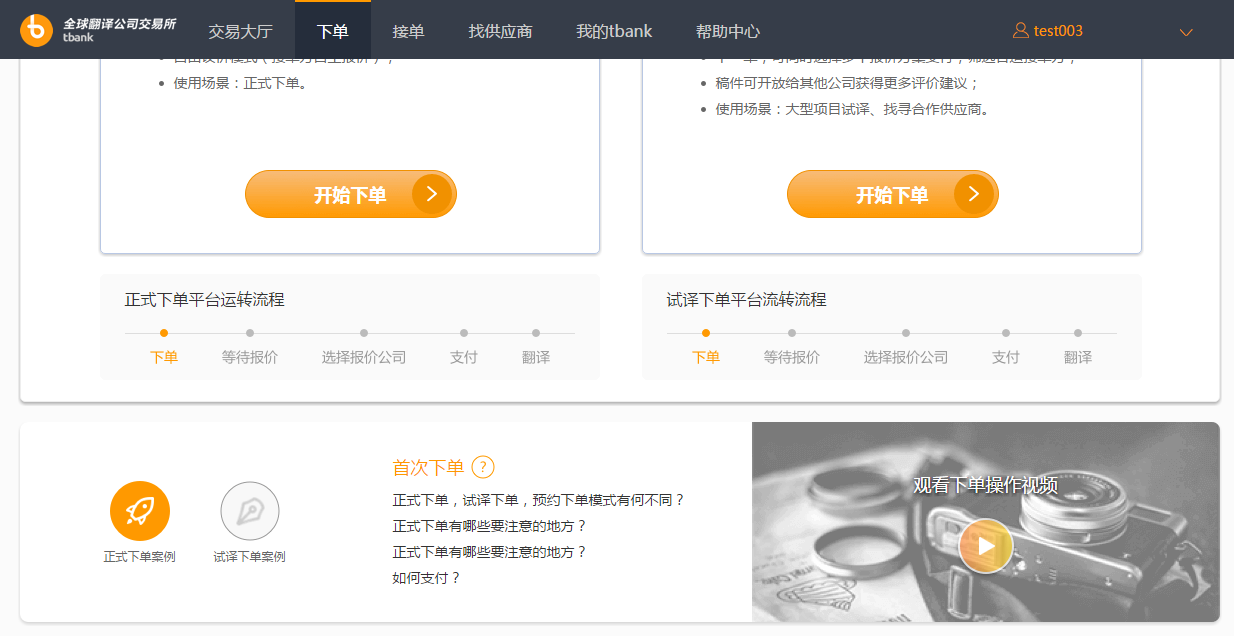 全球翻译公司交易所
tbank
交易大厅 下单 接单 找供应商 我的tbank 帮助中心 test003
使用场景：正式下单。
稿件可开放给其他公司获得更多评价建议；
使用场景：大型项目试译、找寻合作供应商。
开始下单
开始下单
正式下单平台运转流程
下单 等待报价 选择报价公司 支付 翻译
试译下单平台流转流程
下单 等待报价 选择报价公司 支付 翻译
正式下单案例
试译下单案例
首次下单 ?
正式下单，试译下单，预约下单模式有何不同？
正式下单有哪些要注意的地方？
正式下单有哪些要注意的地方？
如何支付？
观看下单操作视频